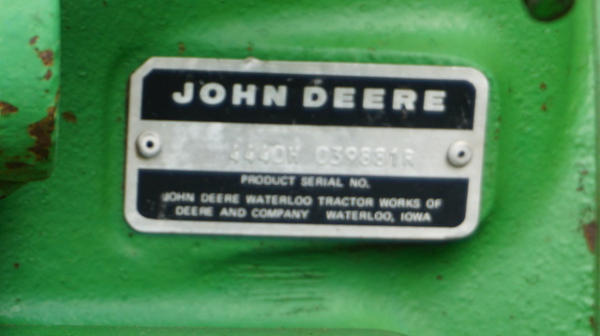 JOHN DEERE
4440H 039881R
PRODUCT SERIAL NO.
JOHN DEERE WATERLOO TRACTOR WORKS OF
DEERE AND COMPANY WATERLOO, IOWA